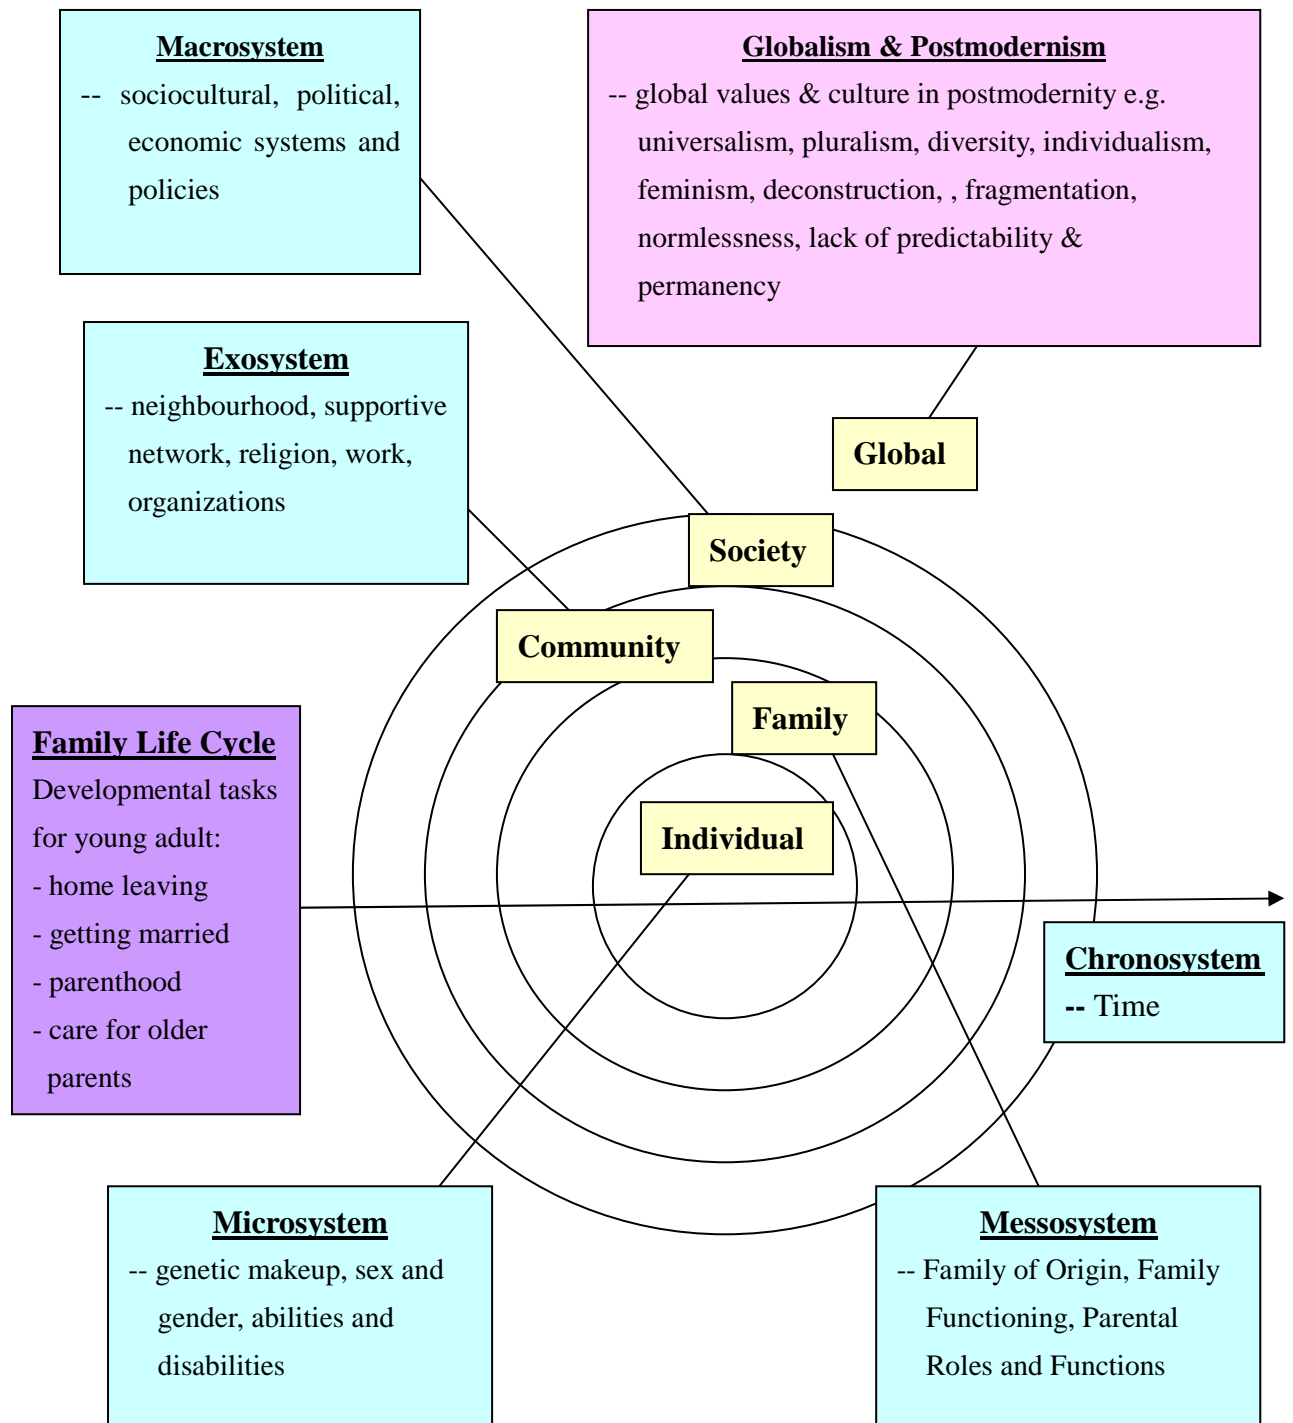 Macrosystem
-- sociocultural, political,
economic systems and
policies
Globalism & Postmodernism
-- global values & culture in postmodernity e.g.
universalism, pluralism, diversity, individualism,
feminism, deconstruction, , fragmentation,
normlessness, lack of predictability &
permanency
Exosystem
-- neighbourhood, supportive
network, religion, work,
organizations
Global
Society
Community
Family
Individual
Family Life Cycle
Developmental tasks
for young adult:
- home leaving
- getting married
- parenthood
- care for older
parents
Chronosystem
-- Time
Microsystem
-- genetic makeup, sex and
gender, abilities and
disabilities
Messosystem
-- Family of Origin, Family
Functioning, Parental
Roles and Functions